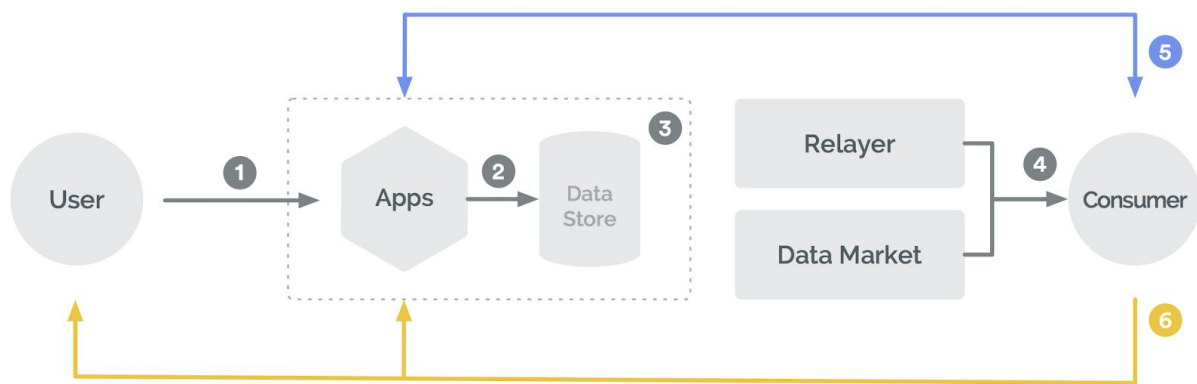 5
3
Relayer
1
2
4
User
Apps
Data
Store
Consumer
Data Market
6